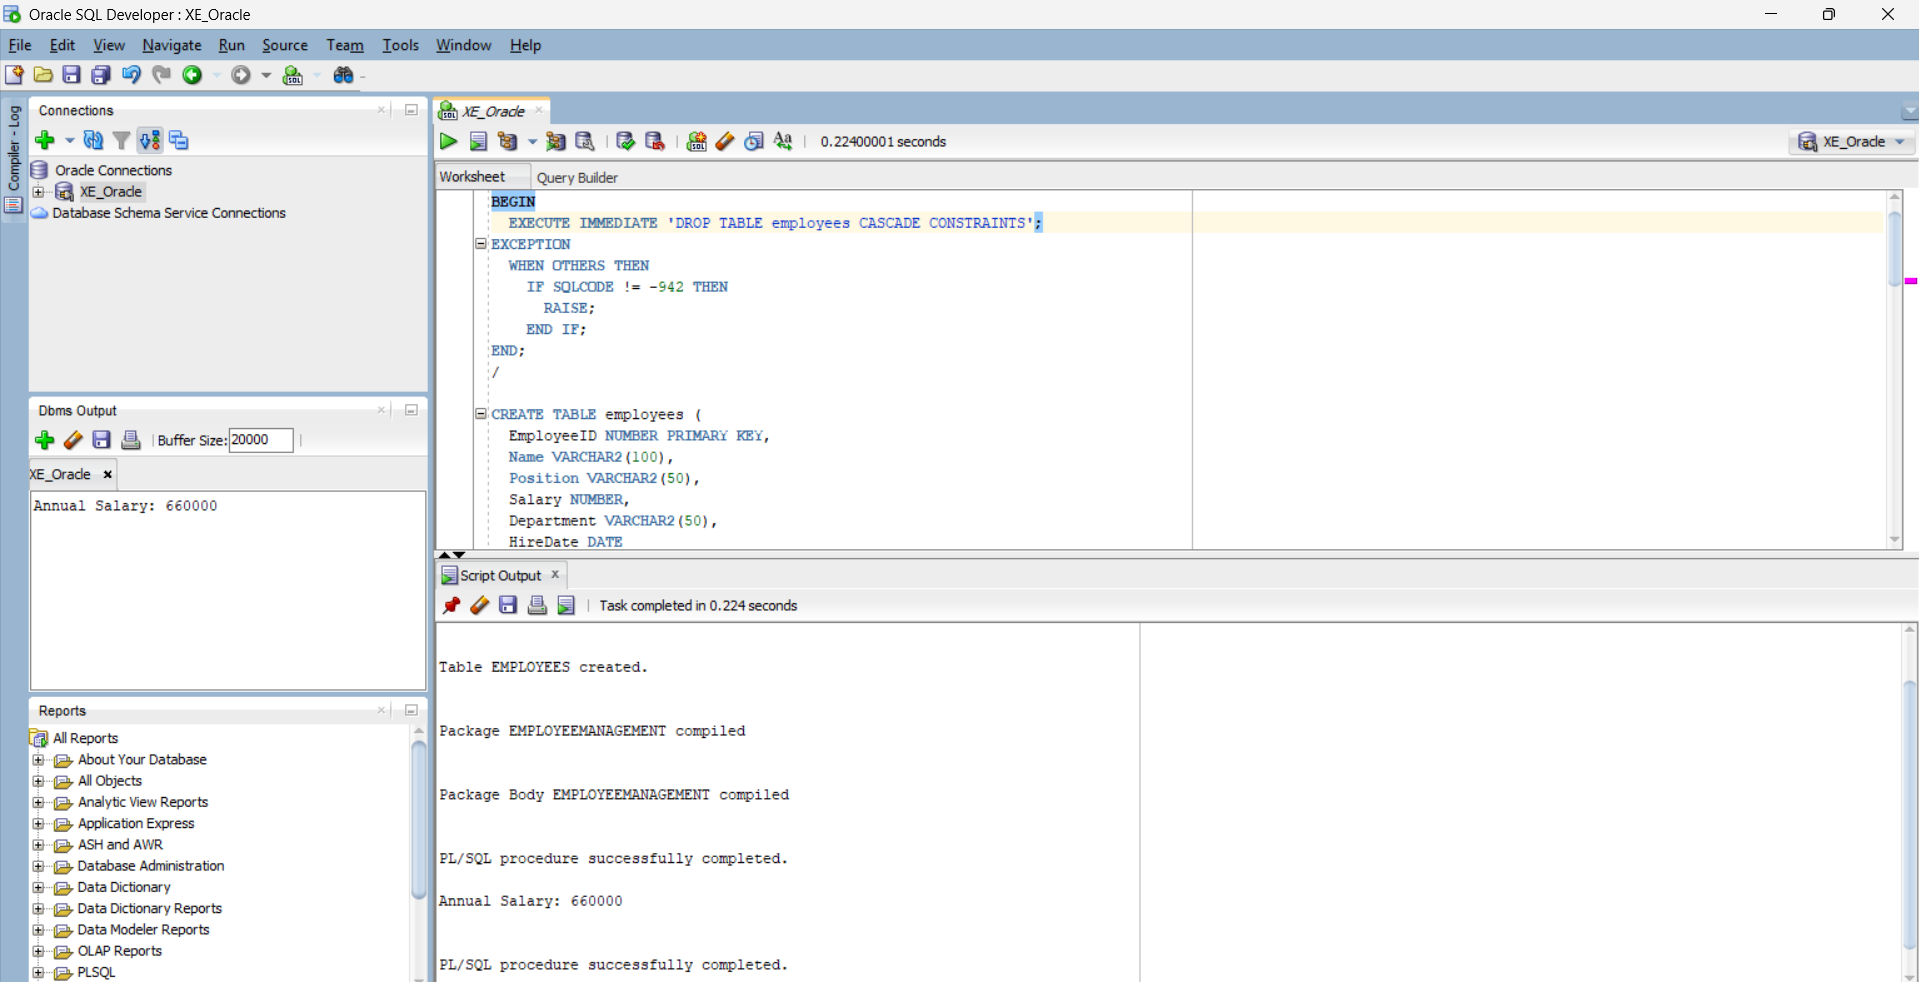 Oracle SQL Developer : XE_Oracle
File Edit View Navigate Run Source Team Tools Window Help
Compiler - Log
Connections
Oracle Connections
XE_Oracle
Database Schema Service Connections
Dbms Output
Buffer Size: 20000
XE_Oracle
Annual Salary: 660000
Reports
All Reports
About Your Database
All Objects
Analytic View Reports
Application Express
ASH and AWR
Database Administration
Data Dictionary
Data Dictionary Reports
Data Modeler Reports
OLAP Reports
PLSQL
XE_Oracle
0.22400001 seconds
XE_Oracle
Worksheet Query Builder
BEGIN
EXECUTE IMMEDIATE 'DROP TABLE employees CASCADE CONSTRAINTS';
EXCEPTION
WHEN OTHERS THEN
IF SQLCODE != -942 THEN
RAISE;
END IF;
END;
/
CREATE TABLE employees (
EmployeeID NUMBER PRIMARY KEY,
Name VARCHAR2(100),
Position VARCHAR2(50),
Salary NUMBER,
Department VARCHAR2(50),
HireDate DATE
Script Output
Task completed in 0.224 seconds
Table EMPLOYEES created.
Package EMPLOYEEMANAGEMENT compiled
Package Body EMPLOYEEMANAGEMENT compiled
PL/SQL procedure successfully completed.
Annual Salary: 660000
PL/SQL procedure successfully completed.